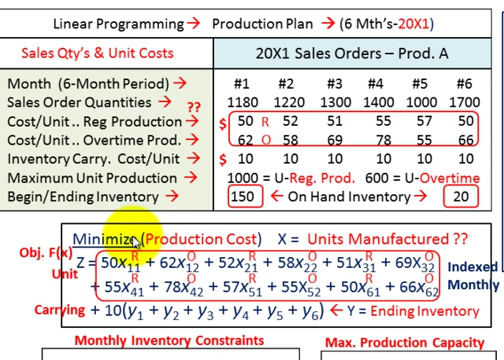 Linear Programming → Production Plan → (6 Mth's-20X1)
Sales Qty's & Unit Costs 20X1 Sales Orders – Prod. A
Month (6-Month Period) → #1 #2 #3 #4 #5 #6
Sales Order Quantities → ?? 1180 1220 1300 1400 1000 1700
Cost/Unit .. Reg Production → $ 50 R 52 51 55 57 50
Cost/Unit .. Overtime Prod. → 62 O 58 69 78 55 66
Inventory Carry. Cost/Unit → $ 10 10 10 10 10 10
Maximum Unit Production → 1000 = U-Reg. Prod. 600 = U-Overtime
Begin/Ending Inventory → 150 ← On Hand Inventory → 20
Minimize (Production Cost) X = Units Manufactured ??
Obj. F(x) R O R O R O
Z = 50x11 + 62x12 + 52x21 + 58x22 + 51x31 + 69X32
Unit R O R O R O Indexed
+ 55x41 + 78x42 + 57x51 + 55X52 + 50x61 + 66x62 Monthly
Carrying + 10(y1 + y2 + y3 + y4 + y5 + y6) ← Y = Ending Inventory
Monthly Inventory Constraints Max. Production Capacity